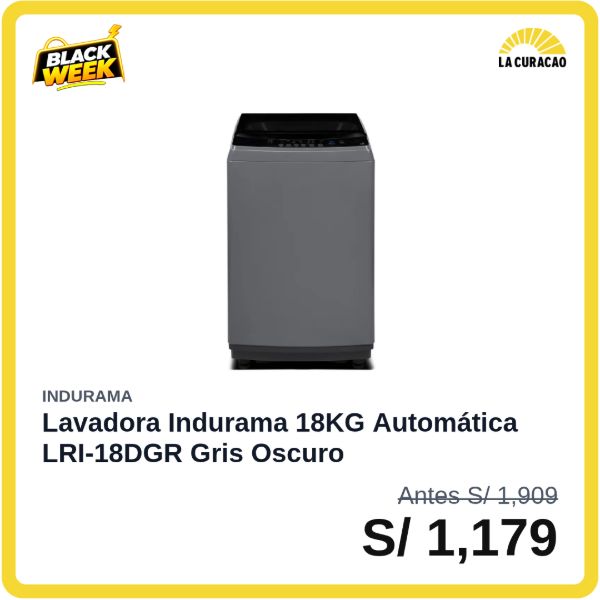 BLACK
WEEK
LA CURACAO
INDURAMA
Lavadora Indurama 18KG Automática
LRI-18DGR Gris Oscuro
Antes S/ 1,909
S/ 1,179